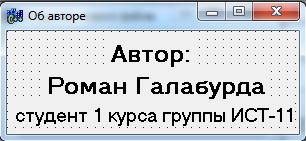 Об авторе
Автор:
Роман Галабурда
студент 1 курса группы ИСТ-11